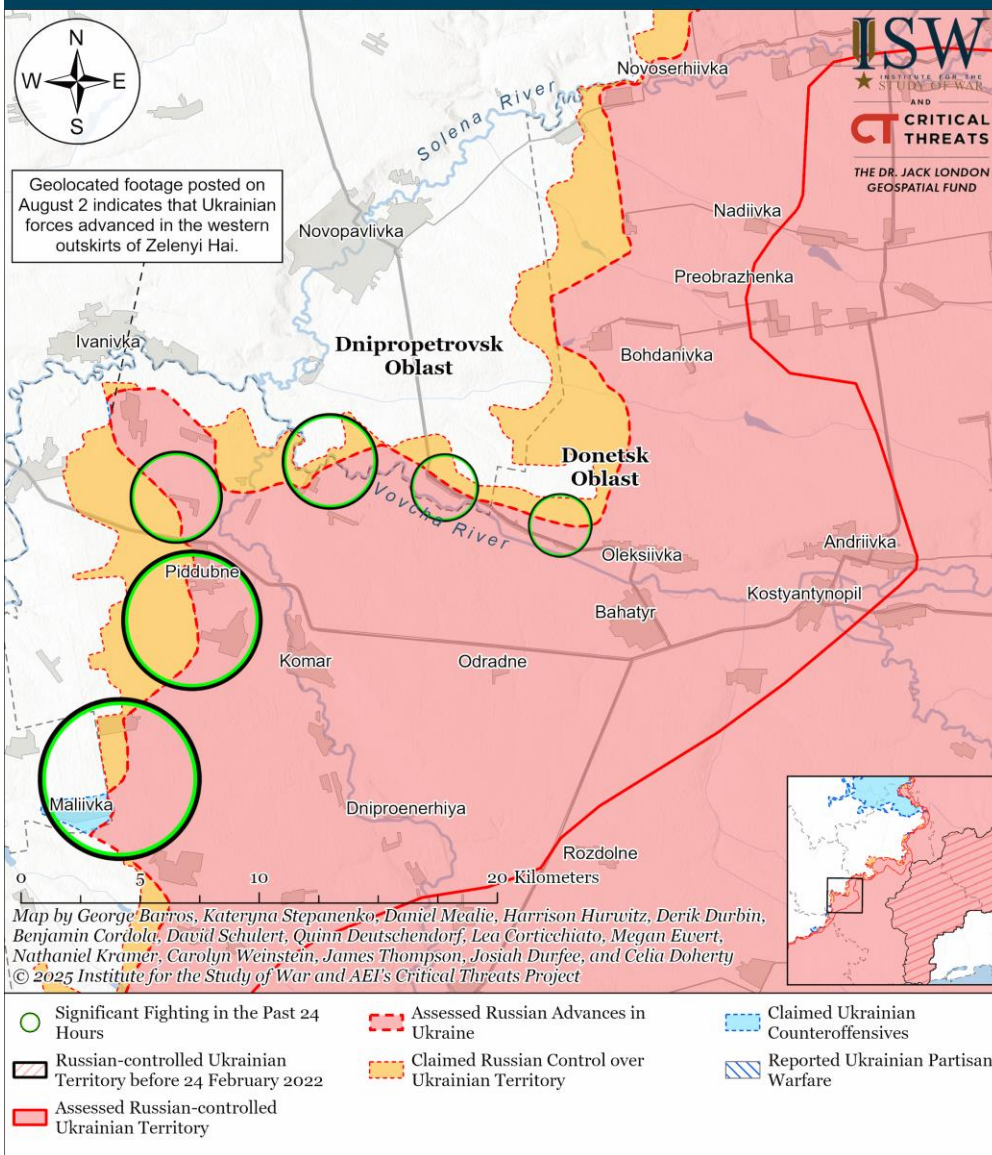 N
W
E
S
ISW
INSTITUTE FOR THE
STUDY OF WAR
AND
CT CRITICAL
THREATS
THE DR. JACK LONDON
GEOSPATIAL FUND
Novoserhiivka
Solena River
Geolocated footage posted on
August 2 indicates that Ukrainian
forces advanced in the western
outskirts of Zelenyi Hai.
Novopavlivka
Nadiivka
Preobrazhenka
Ivanivka
Dnipropetrovsk
Oblast
Bohdanivka
Donetsk
Oblast
Vovcha River
Oleksiivka
Andriivka
Piddubne
Kostyantynopil
Bahatyr
Komar
Odradne
Maliivka
Dniproenerhiya
Rozdolne
0 5 10 20 Kilometers
Map by George Barros, Kateryna Stepanenko, Daniel Mealie, Harrison Hurwitz, Derik Durbin,
Benjamin Cordola, David Schulert, Quinn Deutschendorf, Lea Corticchiato, Megan Ewert,
Nathaniel Kramer, Carolyn Weinstein, James Thompson, Josiah Durfee, and Celia Doherty
© 2025 Institute for the Study of War and AEI's Critical Threats Project
Significant Fighting in the Past 24
Hours
Russian-controlled Ukrainian
Territory before 24 February 2022
Assessed Russian-controlled
Ukrainian Territory
Assessed Russian Advances in
Ukraine
Claimed Russian Control over
Ukrainian Territory
Claimed Ukrainian
Counteroffensives
Reported Ukrainian Partisan
Warfare